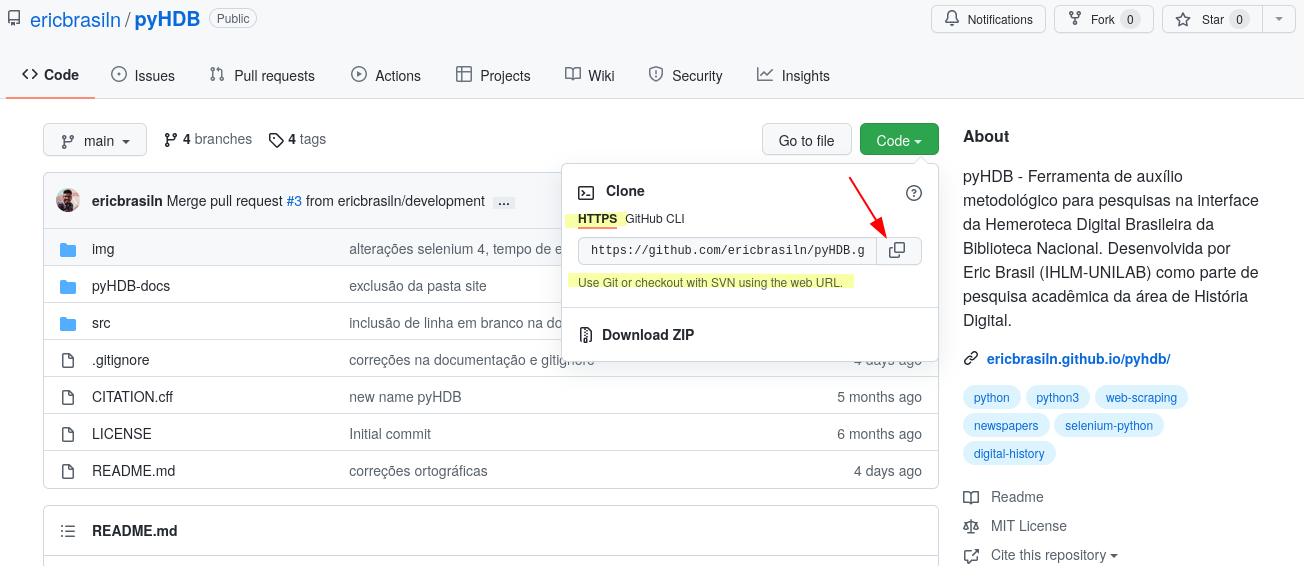 ericbrasiln / pyHDB Public
Notifications
Fork 0
Star 0
Code
Issues
Pull requests
Actions
Projects
Wiki
Security
Insights
main
4 branches
4 tags
Go to file
Code
ericbrasiln Merge pull request #3 from ericbrasiln/development ...
img alterações selenium 4, tempo de e
pyHDB-docs exclusão da pasta site
src inclusão de linha em branco na do
.gitignore correções na documentação e gitignore 4 days ago
CITATION.cff new name pyHDB 5 months ago
LICENSE Initial commit 6 months ago
README.md correções ortográficas 4 days ago
README.md
Clone
HTTPS GitHub CLI
https://github.com/ericbrasiln/pyHDB.g
Use Git or checkout with SVN using the web URL.
Download ZIP
About
pyHDB - Ferramenta de auxílio
metodológico para pesquisas na interface
da Hemeroteca Digital Brasileira da
Biblioteca Nacional. Desenvolvida por
Eric Brasil (IHLM-UNILAB) como parte de
pesquisa acadêmica da área de História
Digital.
ericbrasiln.github.io/pyhdb/
python python3 web-scraping
newspapers selenium-python
digital-history
Readme
MIT License
Cite this repository